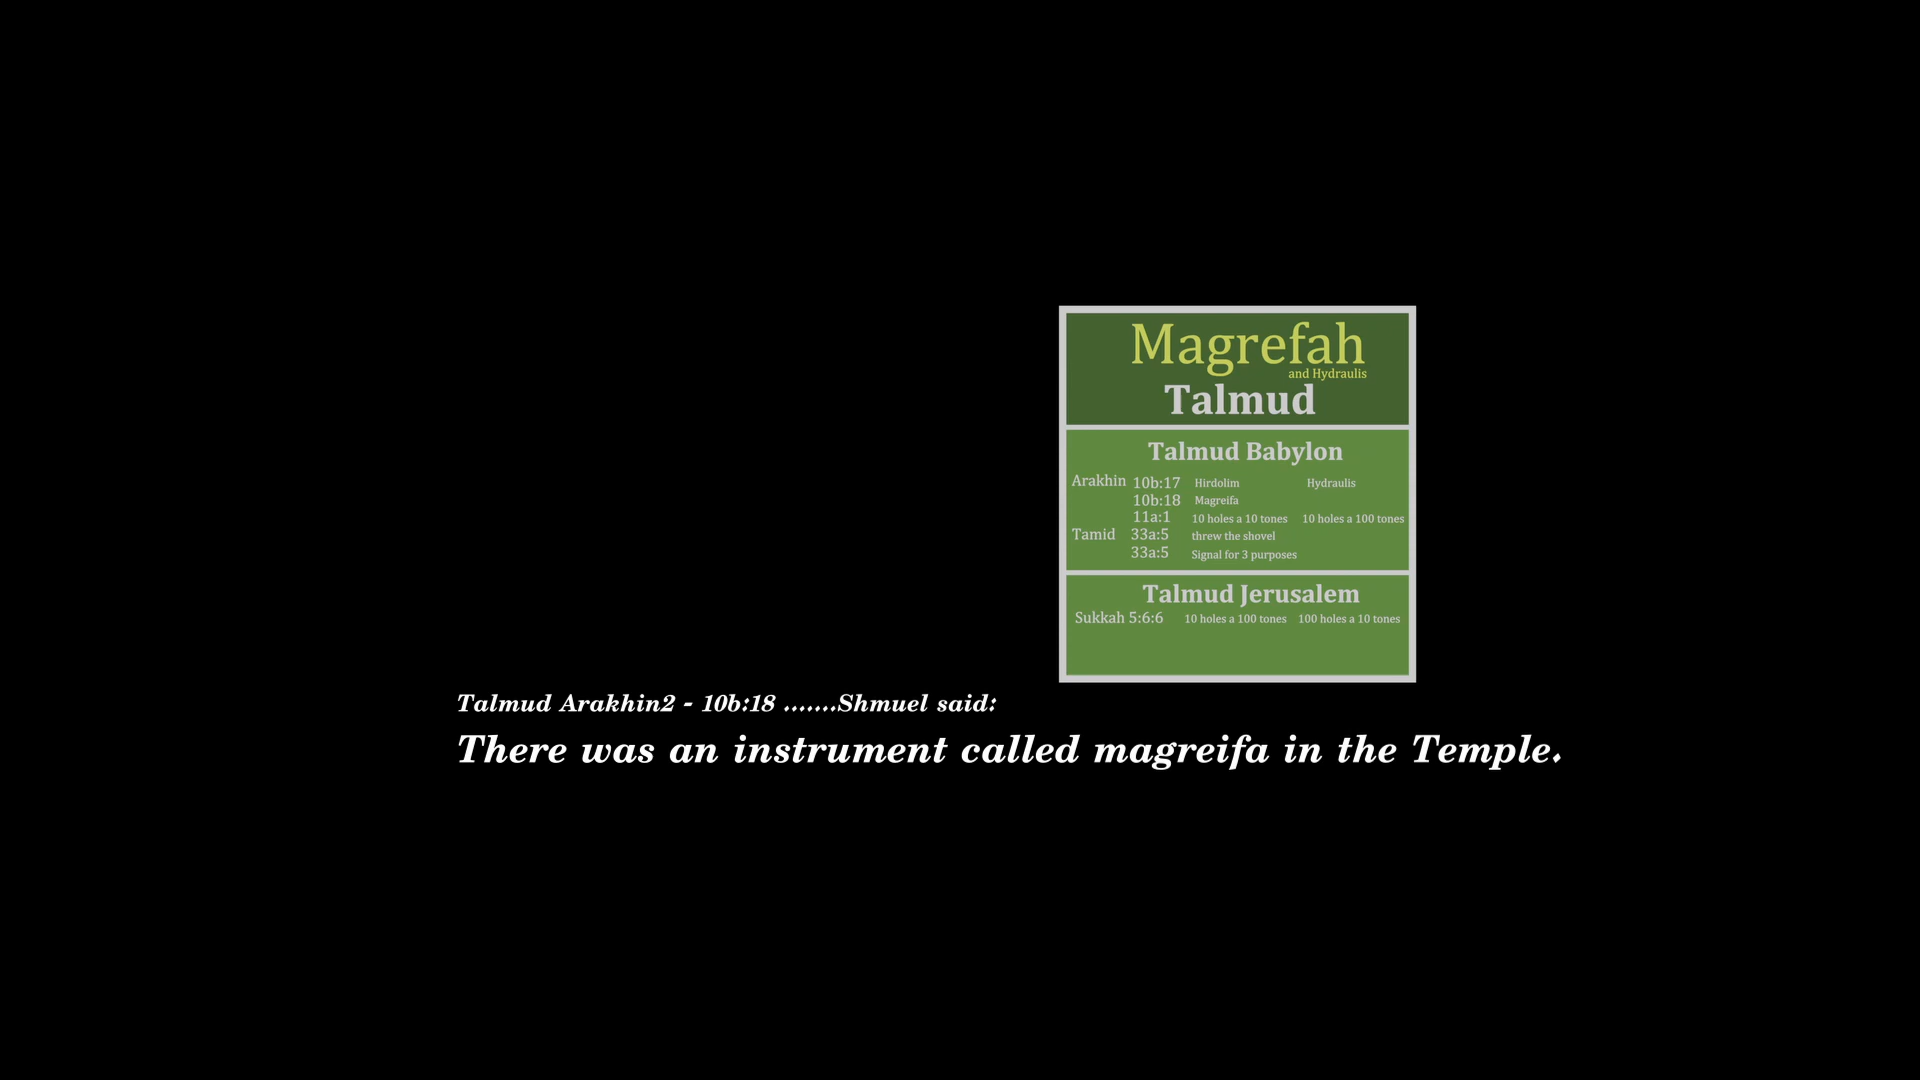 Magrefah
and Hydraulis
Talmud
Talmud Babylon
Arakhin 10b:17 Hirdolim Hydraulis
10b:18 Magreifa
11a:1 10 holes a 10 tones 10 holes a 100 tones
Tamid 33a:5 threw the shovel
33a:5 Signal for 3 purposes
Talmud Jerusalem
Sukkah 5:6:6 10 holes a 100 tones 100 holes a 10 tones
Talmud Arakhin2 - 10b:18 .......Shmuel said:
There was an instrument called magreifa in the Temple.